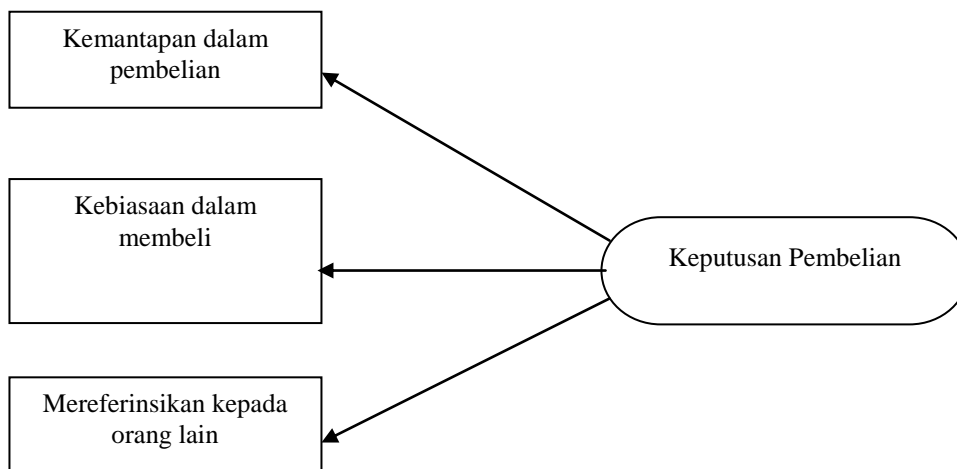 Kemantapan dalam
pembelian
Kebiasaan dalam
membeli
Keputusan Pembelian
Mereferinsikan kepada
orang lain